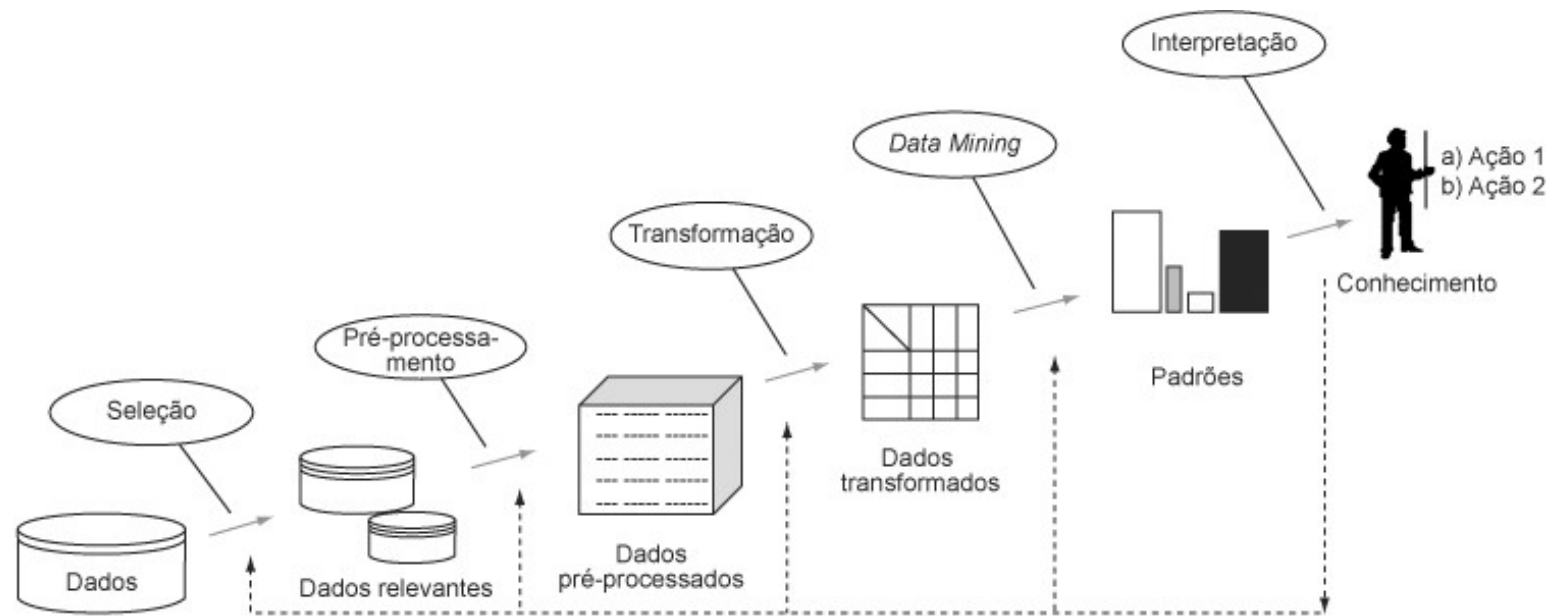 Interpretação
a) Ação 1
b) Ação 2
Conhecimento
Data Mining
Padrões
Transformação
Dados
transformados
Pré-processa-
mento
Dados
pré-processados
Seleção
Dados relevantes
Dados